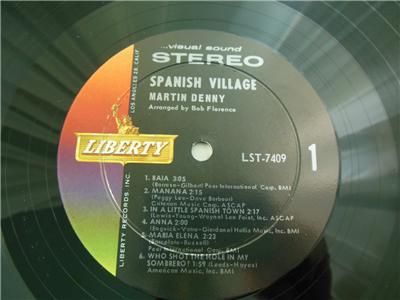 ...visual sound
STEREO
SPANISH VILLAGE
MARTIN DENNY
Arranged by Bob Florence
LIBERTY
LST-7409
1
1. BAIA 3:05
(Barroso-Gilbert) Peer International Corp. BMI
2. MANANA 2:15
(Peggy Lee-Dave Barbour)
Criterion Music Corp. ASCAP
3. IN A LITTLE SPANISH TOWN 2:17
(Lewis-Young-Wayne) Leo Feist, Inc. ASCAP
4. ANNA 2:00
Hollis Music, Inc. BMI
5. MARIA ELENA 2:23
(Barcelata-Russell)
Peer International Corp. BMI
6. WHO SHOT THE HOLE IN MY
SOMBRERO? 1:59 (Leeds-Hayes)
American Music, Inc. BMI
LIBERTY RECORDS, INC.
LOS ANGELES 28, CALIF.